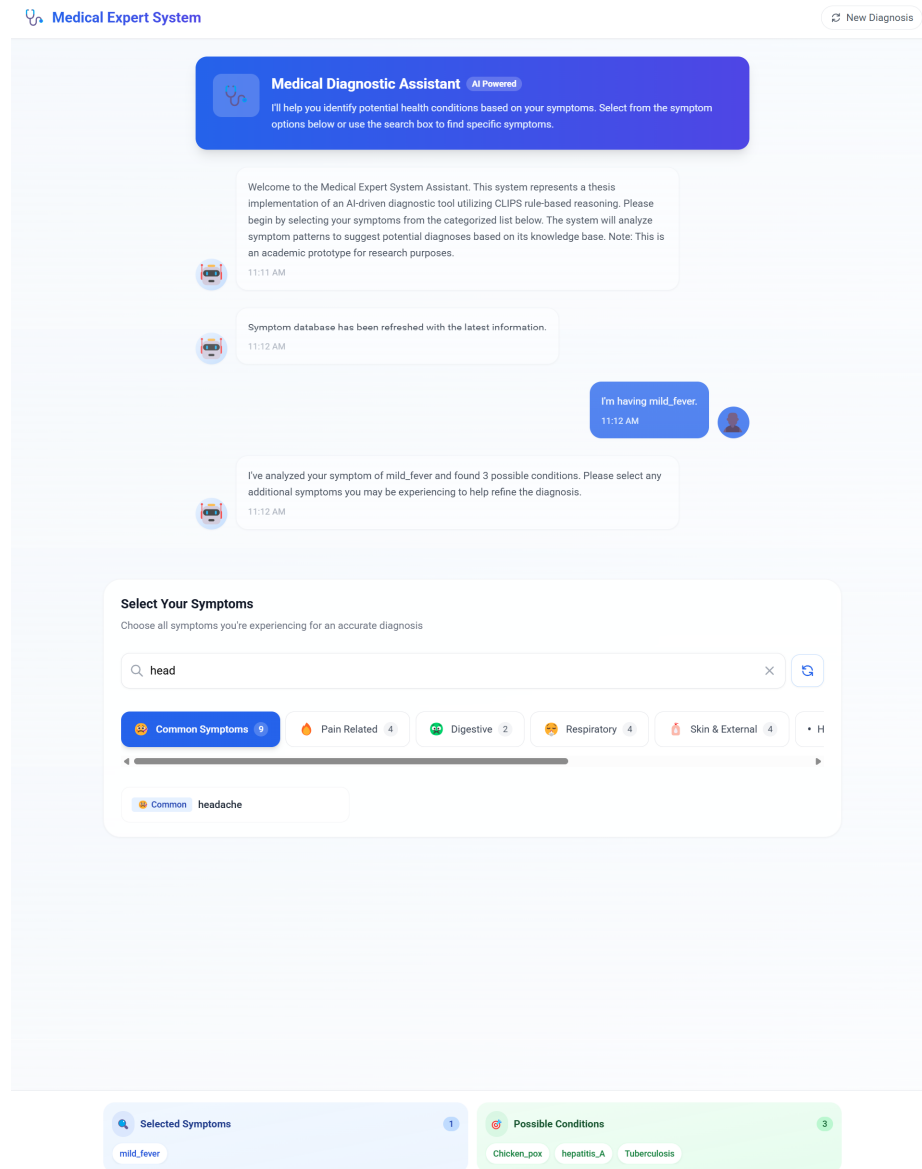 Medical Expert System
New Diagnosis
Medical Diagnostic Assistant AI Powered
I'll help you identify potential health conditions based on your symptoms. Select from the symptom
options below or use the search box to find specific symptoms.
Welcome to the Medical Expert System Assistant. This system represents a thesis
implementation of an AI-driven diagnostic tool utilizing CLIPS rule-based reasoning. Please
begin by selecting your symptoms from the categorized list below. The system will analyze
symptom patterns to suggest potential diagnoses based on its knowledge base. Note: This is
an academic prototype for research purposes.
11:11 AM
Symptom database has been refreshed with the latest information.
11:12 AM
I'm having mild_fever.
11:12 AM
I've analyzed your symptom of mild_fever and found 3 possible conditions. Please select any
additional symptoms you may be experiencing to help refine the diagnosis.
11:12 AM
Select Your Symptoms
Choose all symptoms you're experiencing for an accurate diagnosis
head
Common Symptoms 9 Pain Related 4 Digestive 2 Respiratory 4 Skin & External 4 • H
Common headache
Selected Symptoms 1
mild_fever
Possible Conditions 3
Chicken_pox hepatitis_A Tuberculosis